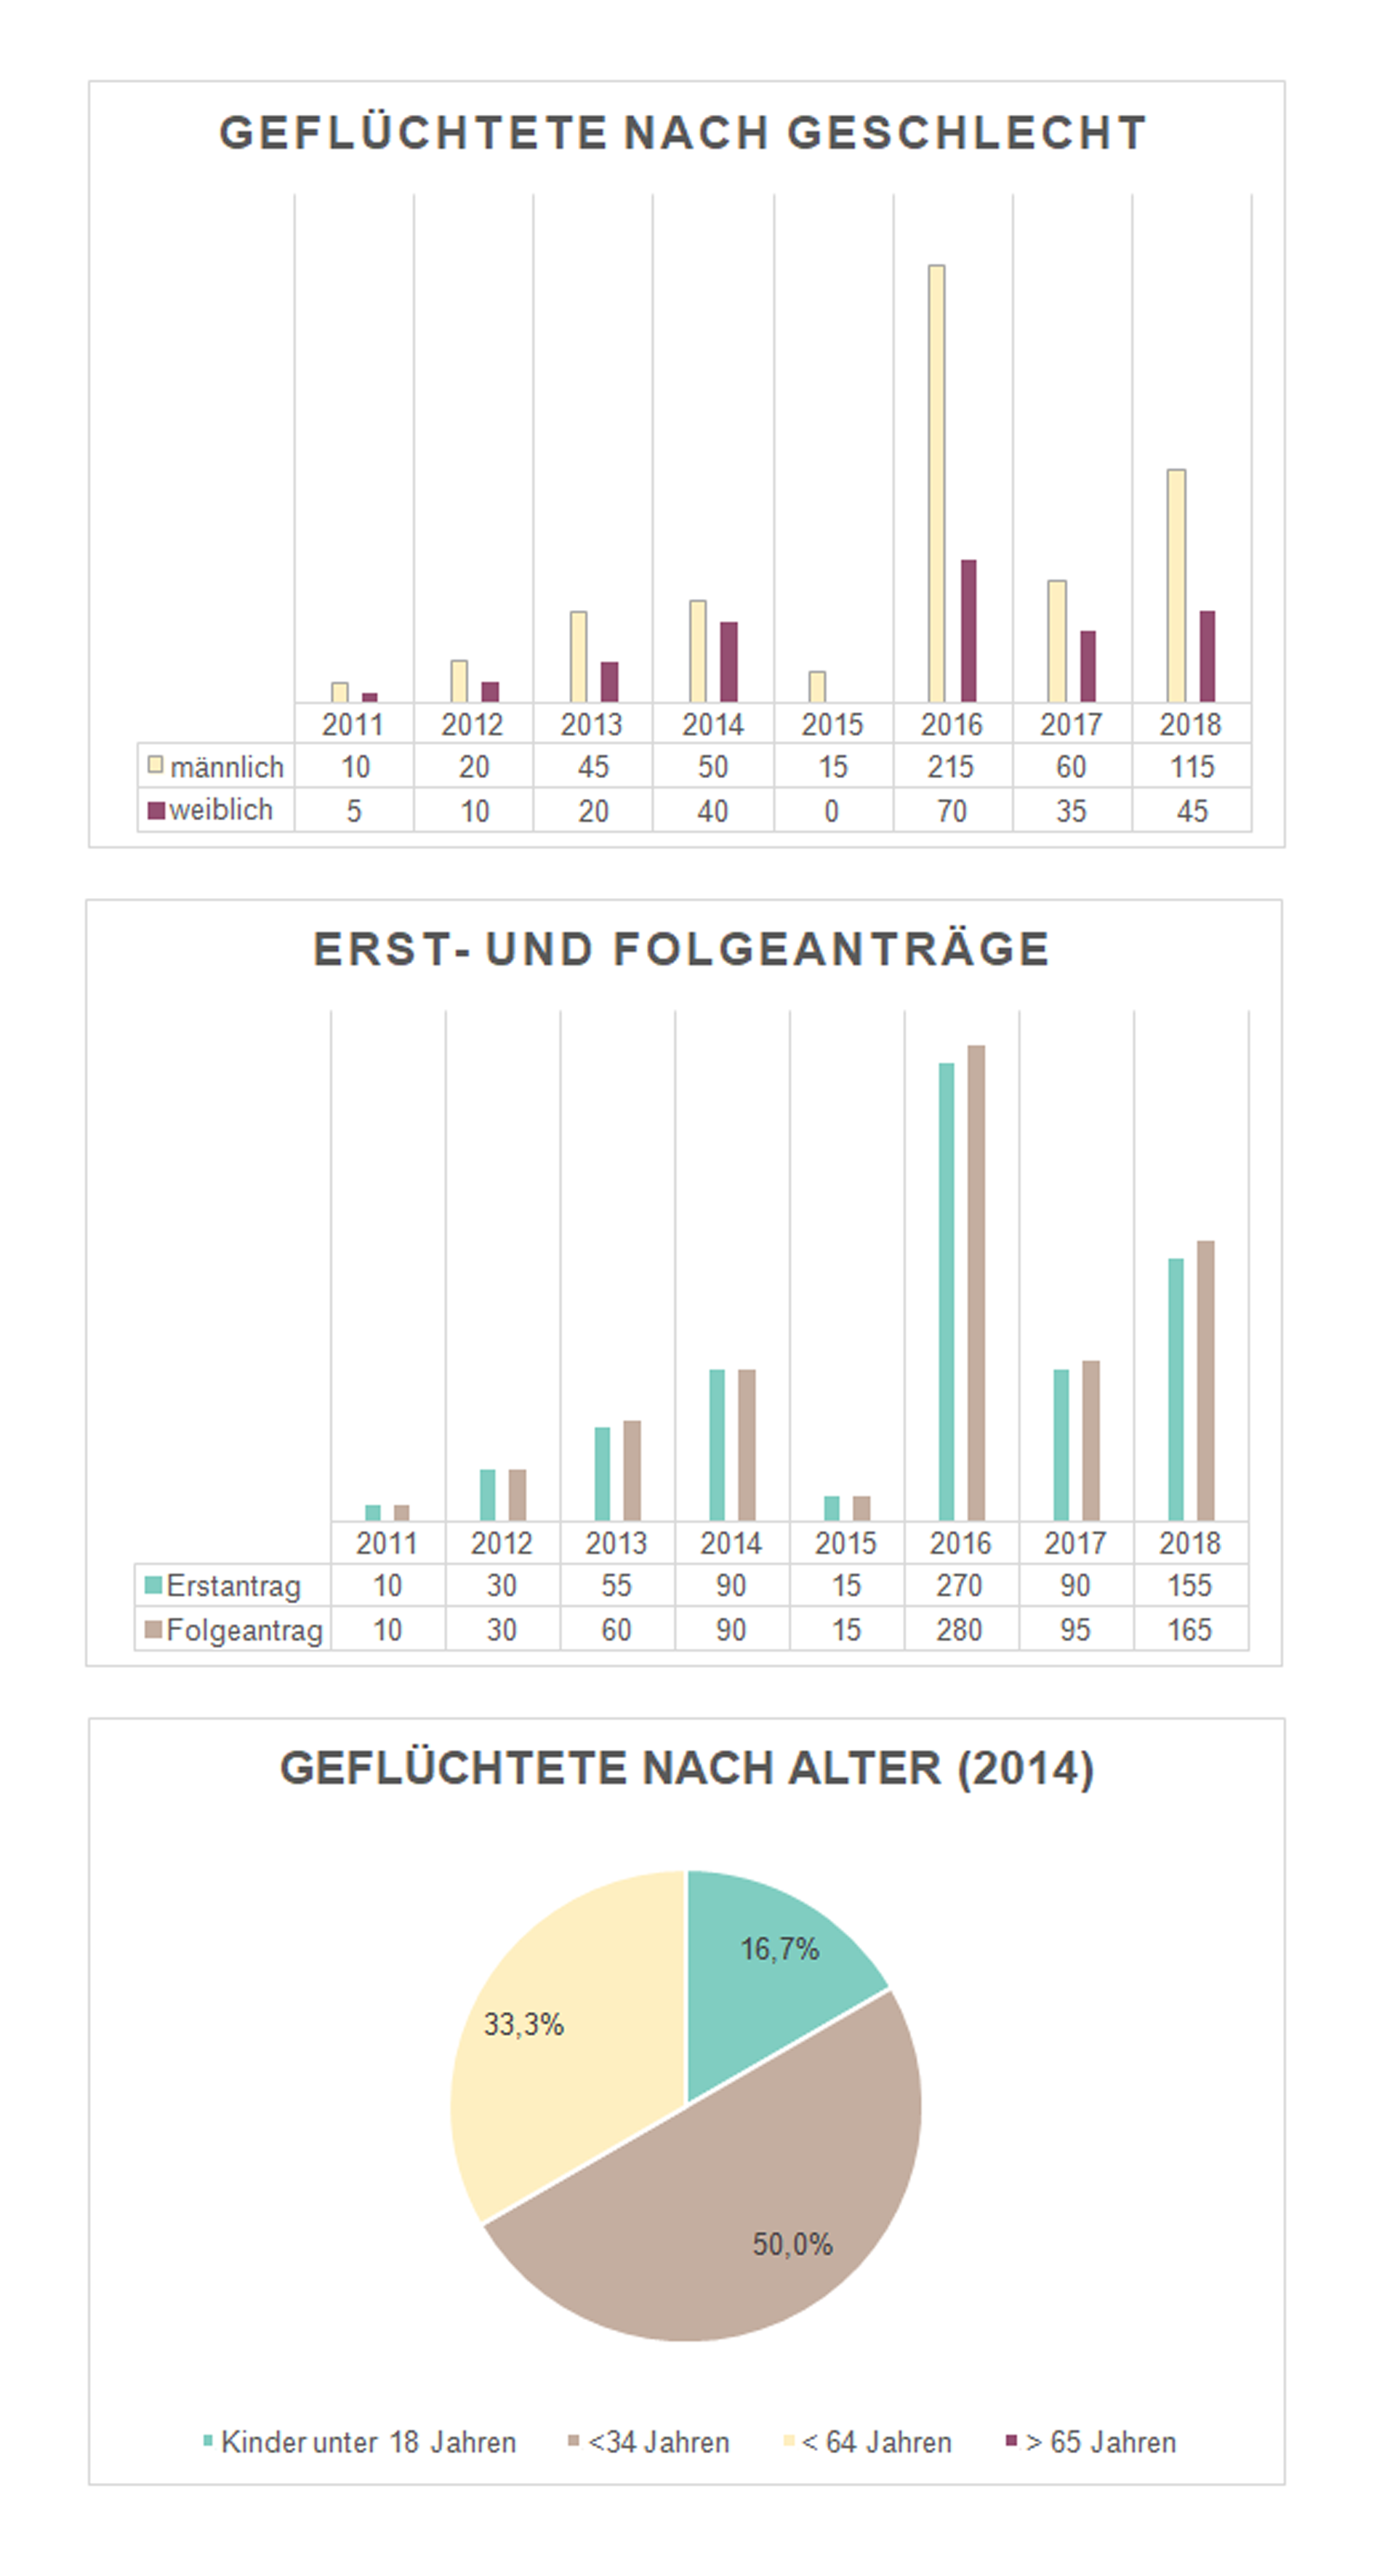 GEFLÜCHTETE NACH GESCHLECHT
2011 2012 2013 2014 2015 2016 2017 2018
männlich 10 20 45 50 15 215 60 115
weiblich 5 10 20 40 0 70 35 45
ERST- UND FOLGEANTRÄGE
2011 2012 2013 2014 2015 2016 2017 2018
Erstantrag 10 30 55 90 15 270 90 155
Folgeantrag 10 30 60 90 15 280 95 165
GEFLÜCHTETE NACH ALTER (2014)
16,7%
33,3%
50,0%
Kinder unter 18 Jahren <34 Jahren < 64 Jahren > 65 Jahren